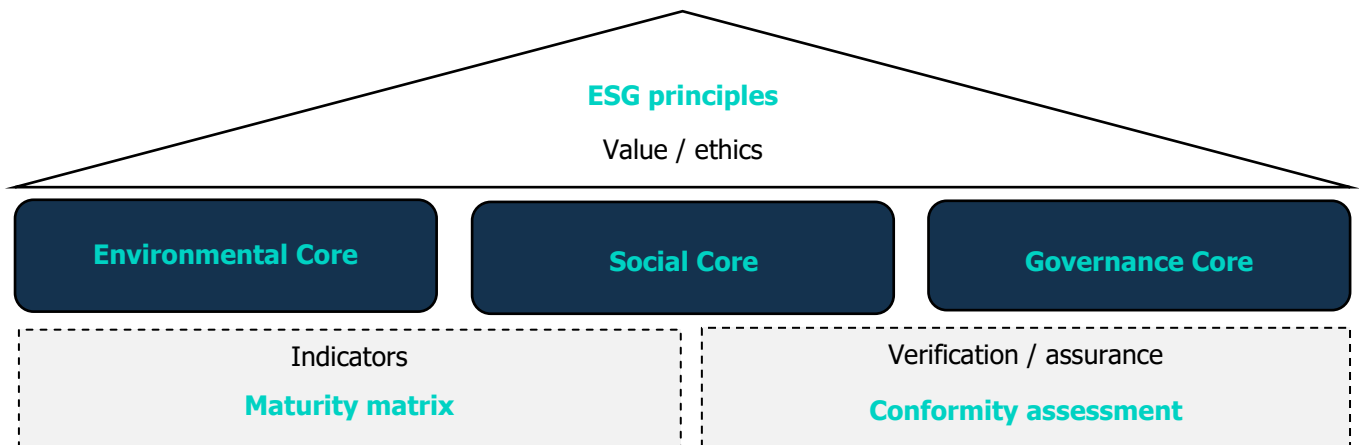 ESG principles
Value / ethics
Environmental Core
Social Core
Governance Core
Indicators
Maturity matrix
Verification / assurance
Conformity assessment